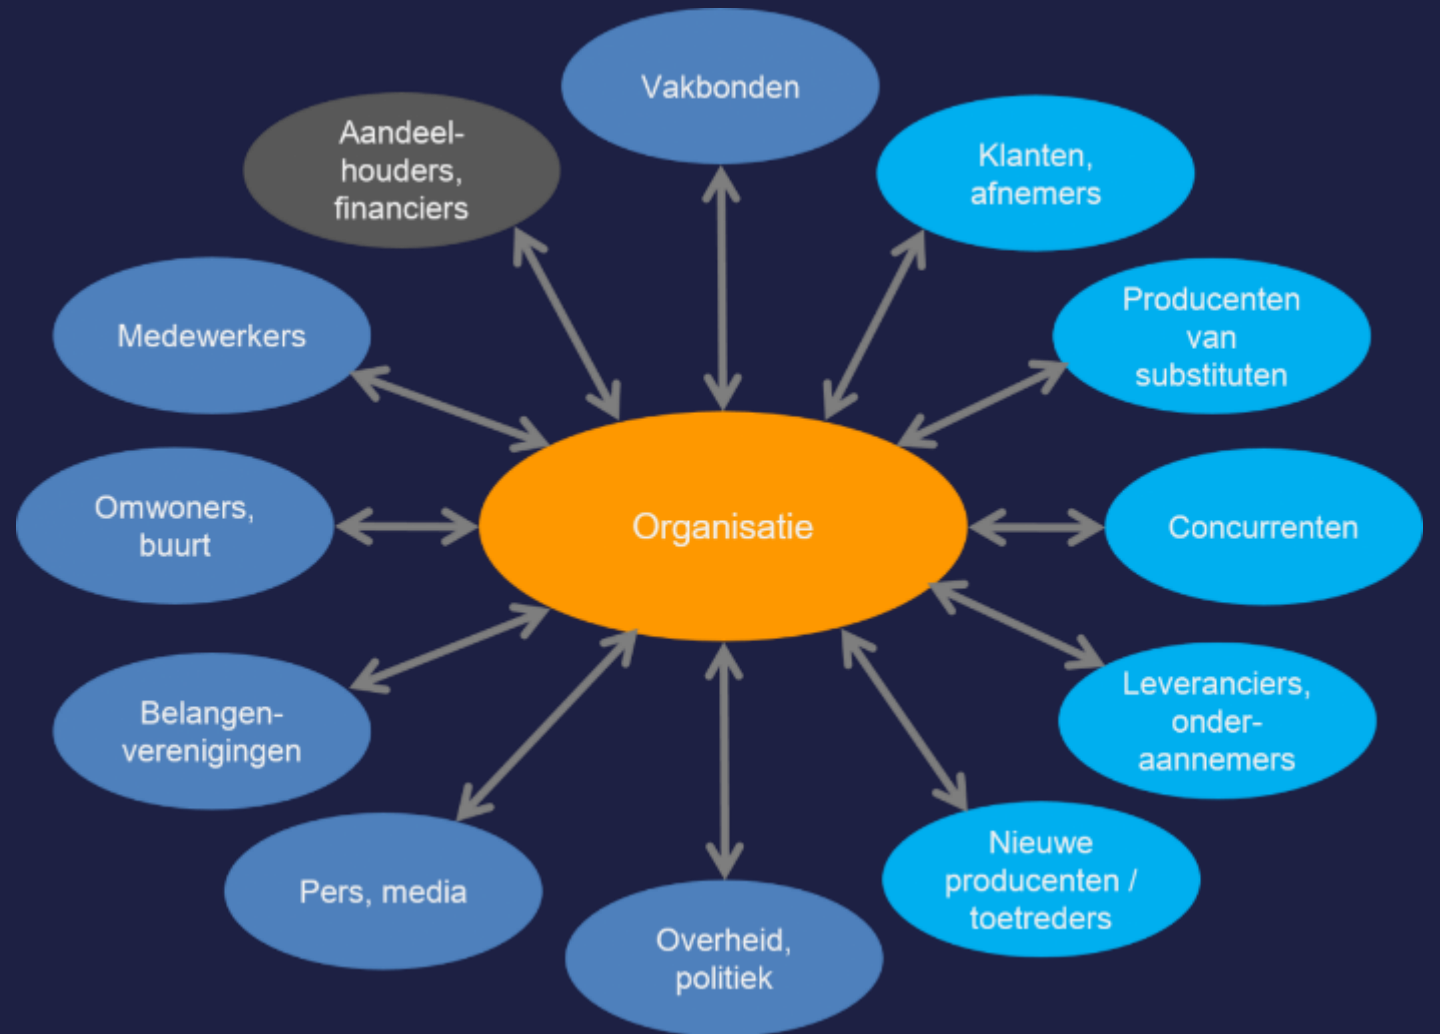 Vakbonden
Aandeel-
houders,
financiers
Klanten,
afnemers
Medewerkers
Producenten
van
substituten
Omwoners,
buurt
Organisatie
Concurrenten
Belangen-
verenigingen
Leveranciers,
onder-
aannemers
Pers, media
Nieuwe
producenten /
toetreders
Overheid,
politiek